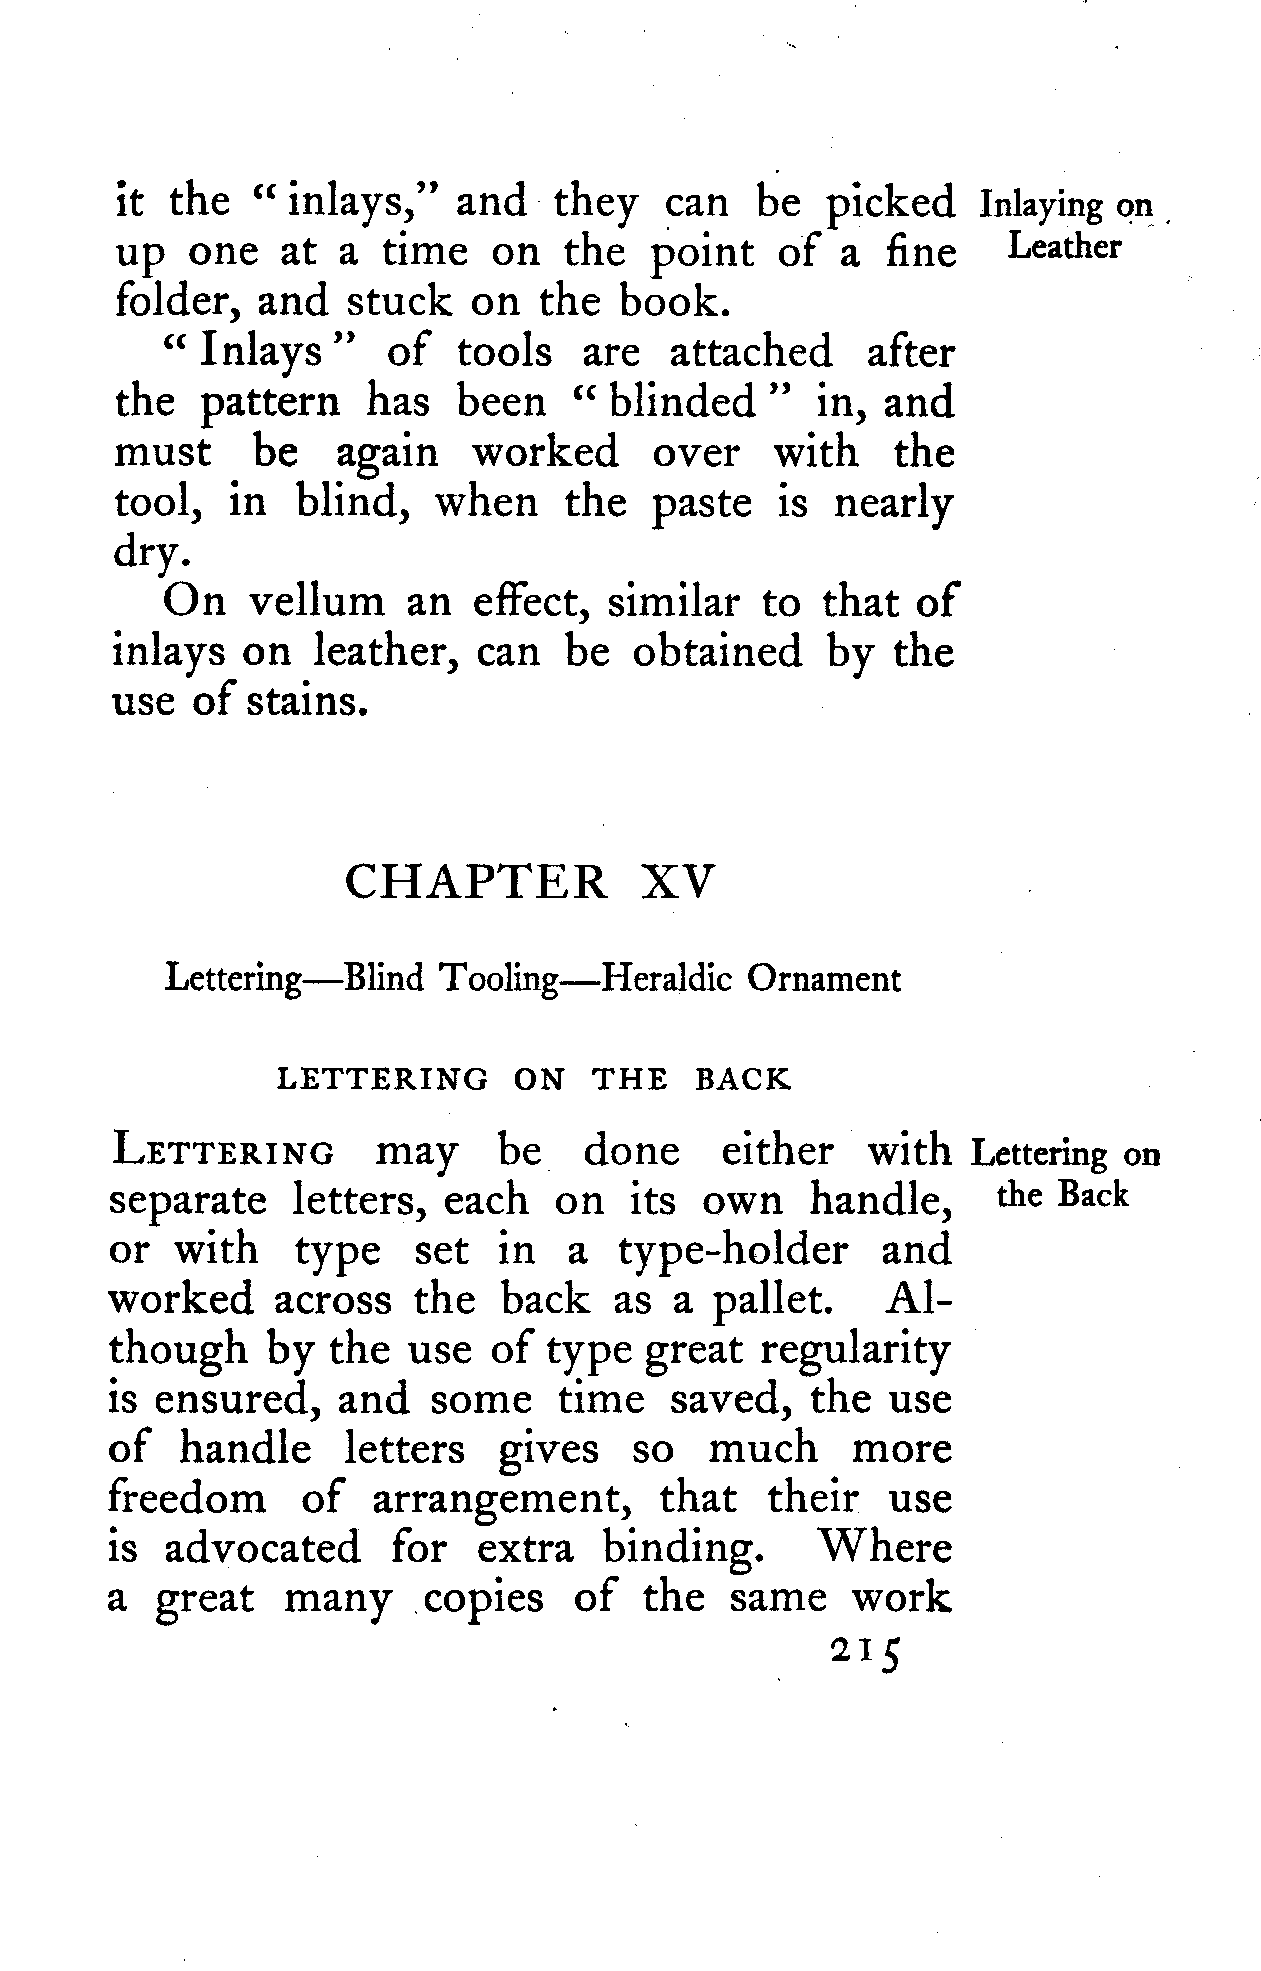 it the “ inlays,” and they can be picked
up one at a time on the point of a fine
folder, and stuck on the book.
Inlaying on
Leather
“ Inlays ” of tools are attached after
the pattern has been “ blinded ” in, and
must be again worked over with the
tool, in blind, when the paste is nearly
dry.
On vellum an effect, similar to that of
inlays on leather, can be obtained by the
use of stains.
CHAPTER XV
Lettering—Blind Tooling—Heraldic Ornament
LETTERING ON THE BACK
Lettering on
the Back
LETTERING may be done either with
separate letters, each on its own handle,
or with type set in a type-holder and
worked across the back as a pallet. Al-
though by the use of type great regularity
is ensured, and some time saved, the use
of handle letters gives so much more
freedom of arrangement, that their use
is advocated for extra binding. Where
a great many copies of the same work
215